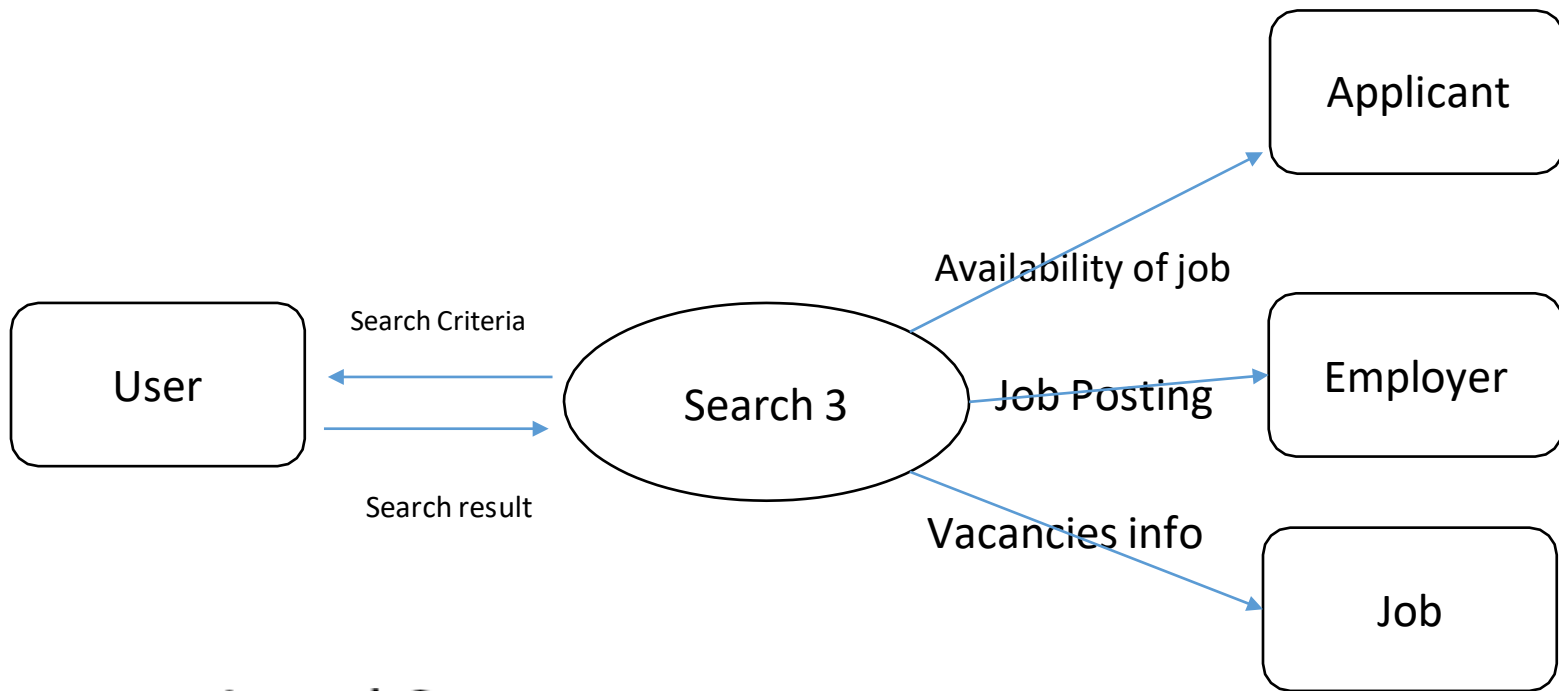 Applicant
Availability of job
Search Criteria
User
Search 3
Job Posting
Employer
Search result
Vacancies info
Job